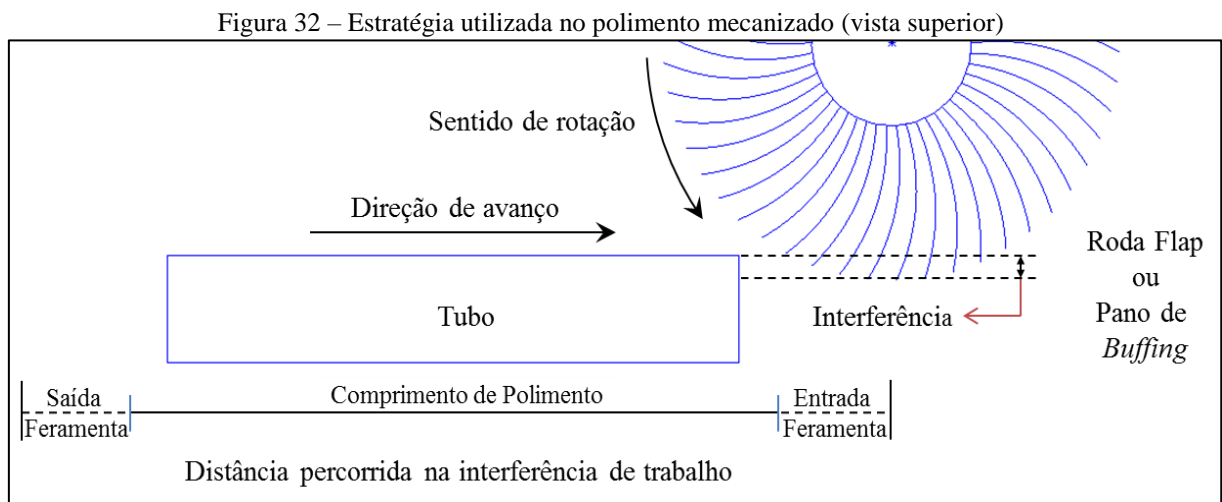 Figura 32 – Estratégia utilizada no polimento mecanizado (vista superior)
Sentido de rotação
Direção de avanço
Tubo
Interferência
Roda Flap
ou
Pano de
Buffing
Saída
Feramenta
Comprimento de Polimento
Entrada
Feramenta
Distância percorrida na interferência de trabalho